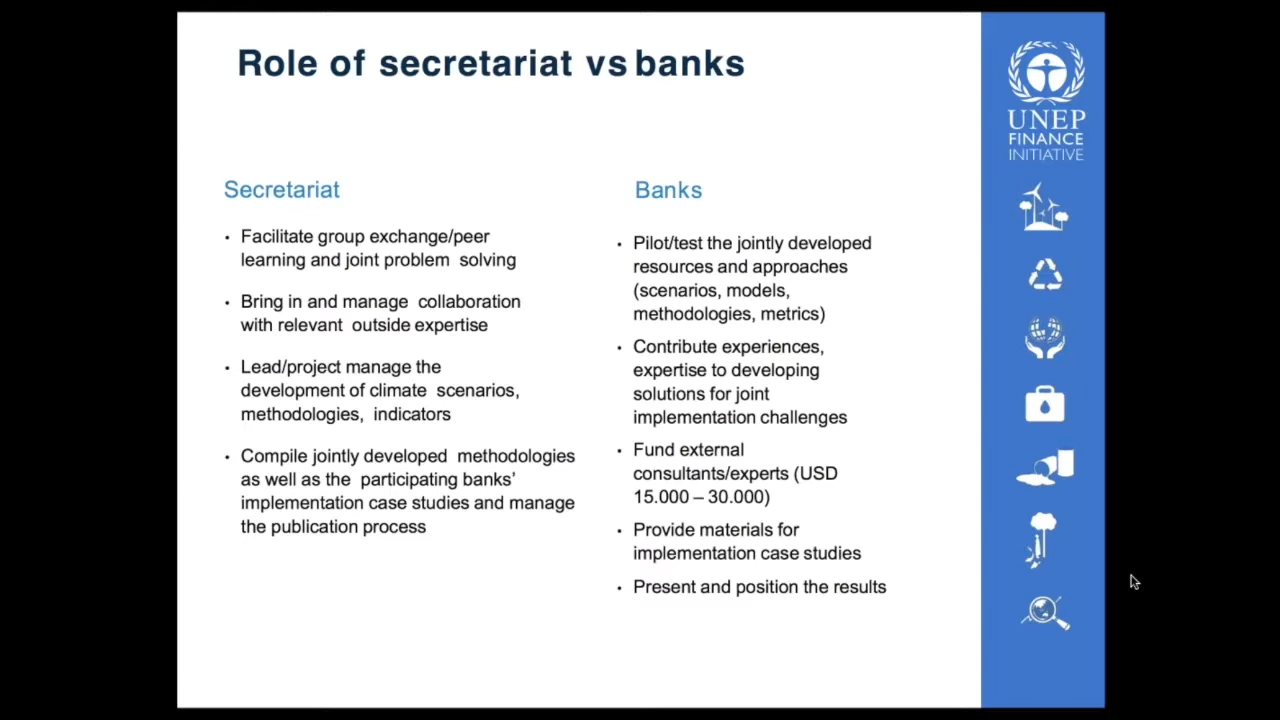 Role of secretariat vs banks
Secretariat
• Facilitate group exchange/peer
learning and joint problem solving
• Bring in and manage collaboration
with relevant outside expertise
• Lead/project manage the
development of climate scenarios,
methodologies, indicators
• Compile jointly developed methodologies
as well as the participating banks’
implementation case studies and manage
the publication process
Banks
• Pilot/test the jointly developed
resources and approaches
(scenarios, models,
methodologies, metrics)
• Contribute experiences,
expertise to developing
solutions for joint
implementation challenges
• Fund external
consultants/experts (USD
15.000 – 30.000)
• Provide materials for
implementation case studies
• Present and position the results
UNEP
FINANCE
INITIATIVE